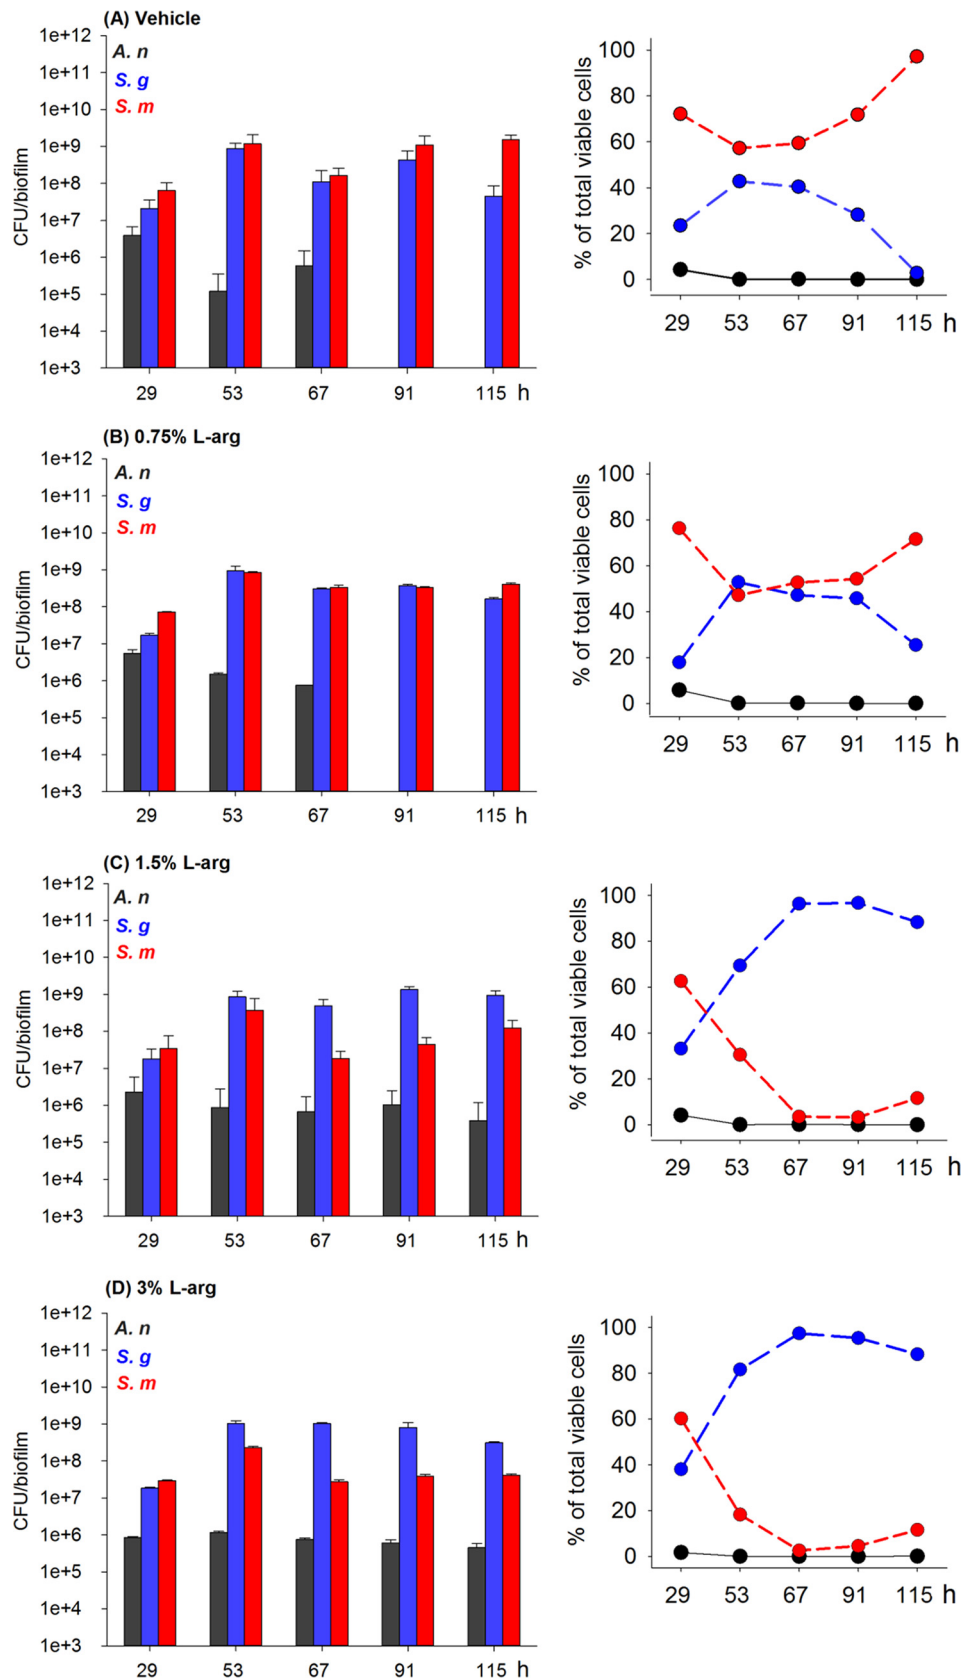 (A) Vehicle
1e+12
1e+11
1e+10
1e+9
1e+8
1e+7
1e+6
1e+5
1e+4
1e+3
CFU/biofilm
A. n
S. g
S. m
29 53 67 91 115 h
100
80
60
40
20
0
% of total viable cells
29 53 67 91 115 h
(B) 0.75% L-arg
1e+12
1e+11
1e+10
1e+9
1e+8
1e+7
1e+6
1e+5
1e+4
1e+3
CFU/biofilm
A. n
S. g
S. m
29 53 67 91 115 h
100
80
60
40
20
0
% of total viable cells
29 53 67 91 115 h
(C) 1.5% L-arg
1e+12
1e+11
1e+10
1e+9
1e+8
1e+7
1e+6
1e+5
1e+4
1e+3
CFU/biofilm
A. n
S. g
S. m
29 53 67 91 115 h
100
80
60
40
20
0
% of total viable cells
29 53 67 91 115 h
(D) 3% L-arg
1e+12
1e+11
1e+10
1e+9
1e+8
1e+7
1e+6
1e+5
1e+4
1e+3
CFU/biofilm
A. n
S. g
S. m
29 53 67 91 115 h
100
80
60
40
20
0
% of total viable cells
29 53 67 91 115 h